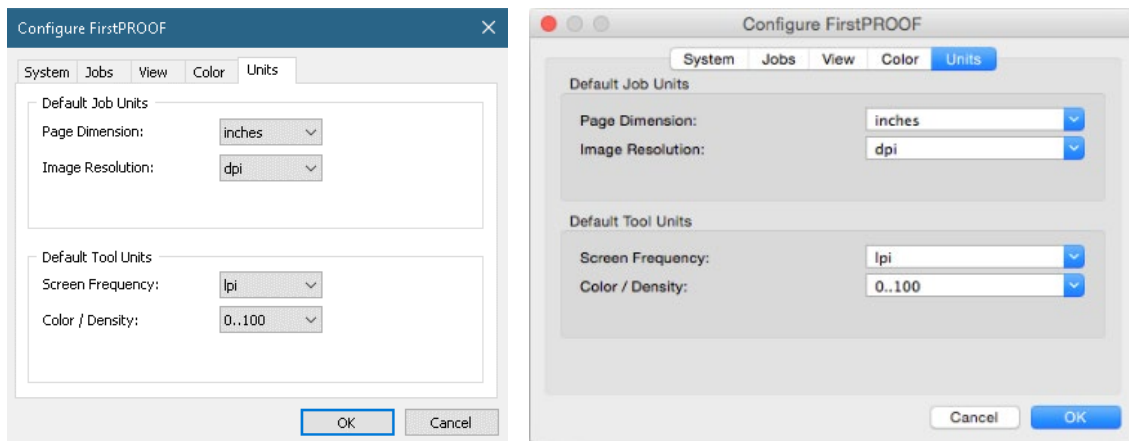 Configure FirstPROOF
System Jobs View Color Units
Default Job Units
Page Dimension: inches
Image Resolution: dpi
Default Tool Units
Screen Frequency: lpi
Color / Density: 0..100
OK Cancel
Configure FirstPROOF
System Jobs View Color Units
Default Job Units
Page Dimension: inches
Image Resolution: dpi
Default Tool Units
Screen Frequency: lpi
Color / Density: 0..100
Cancel OK